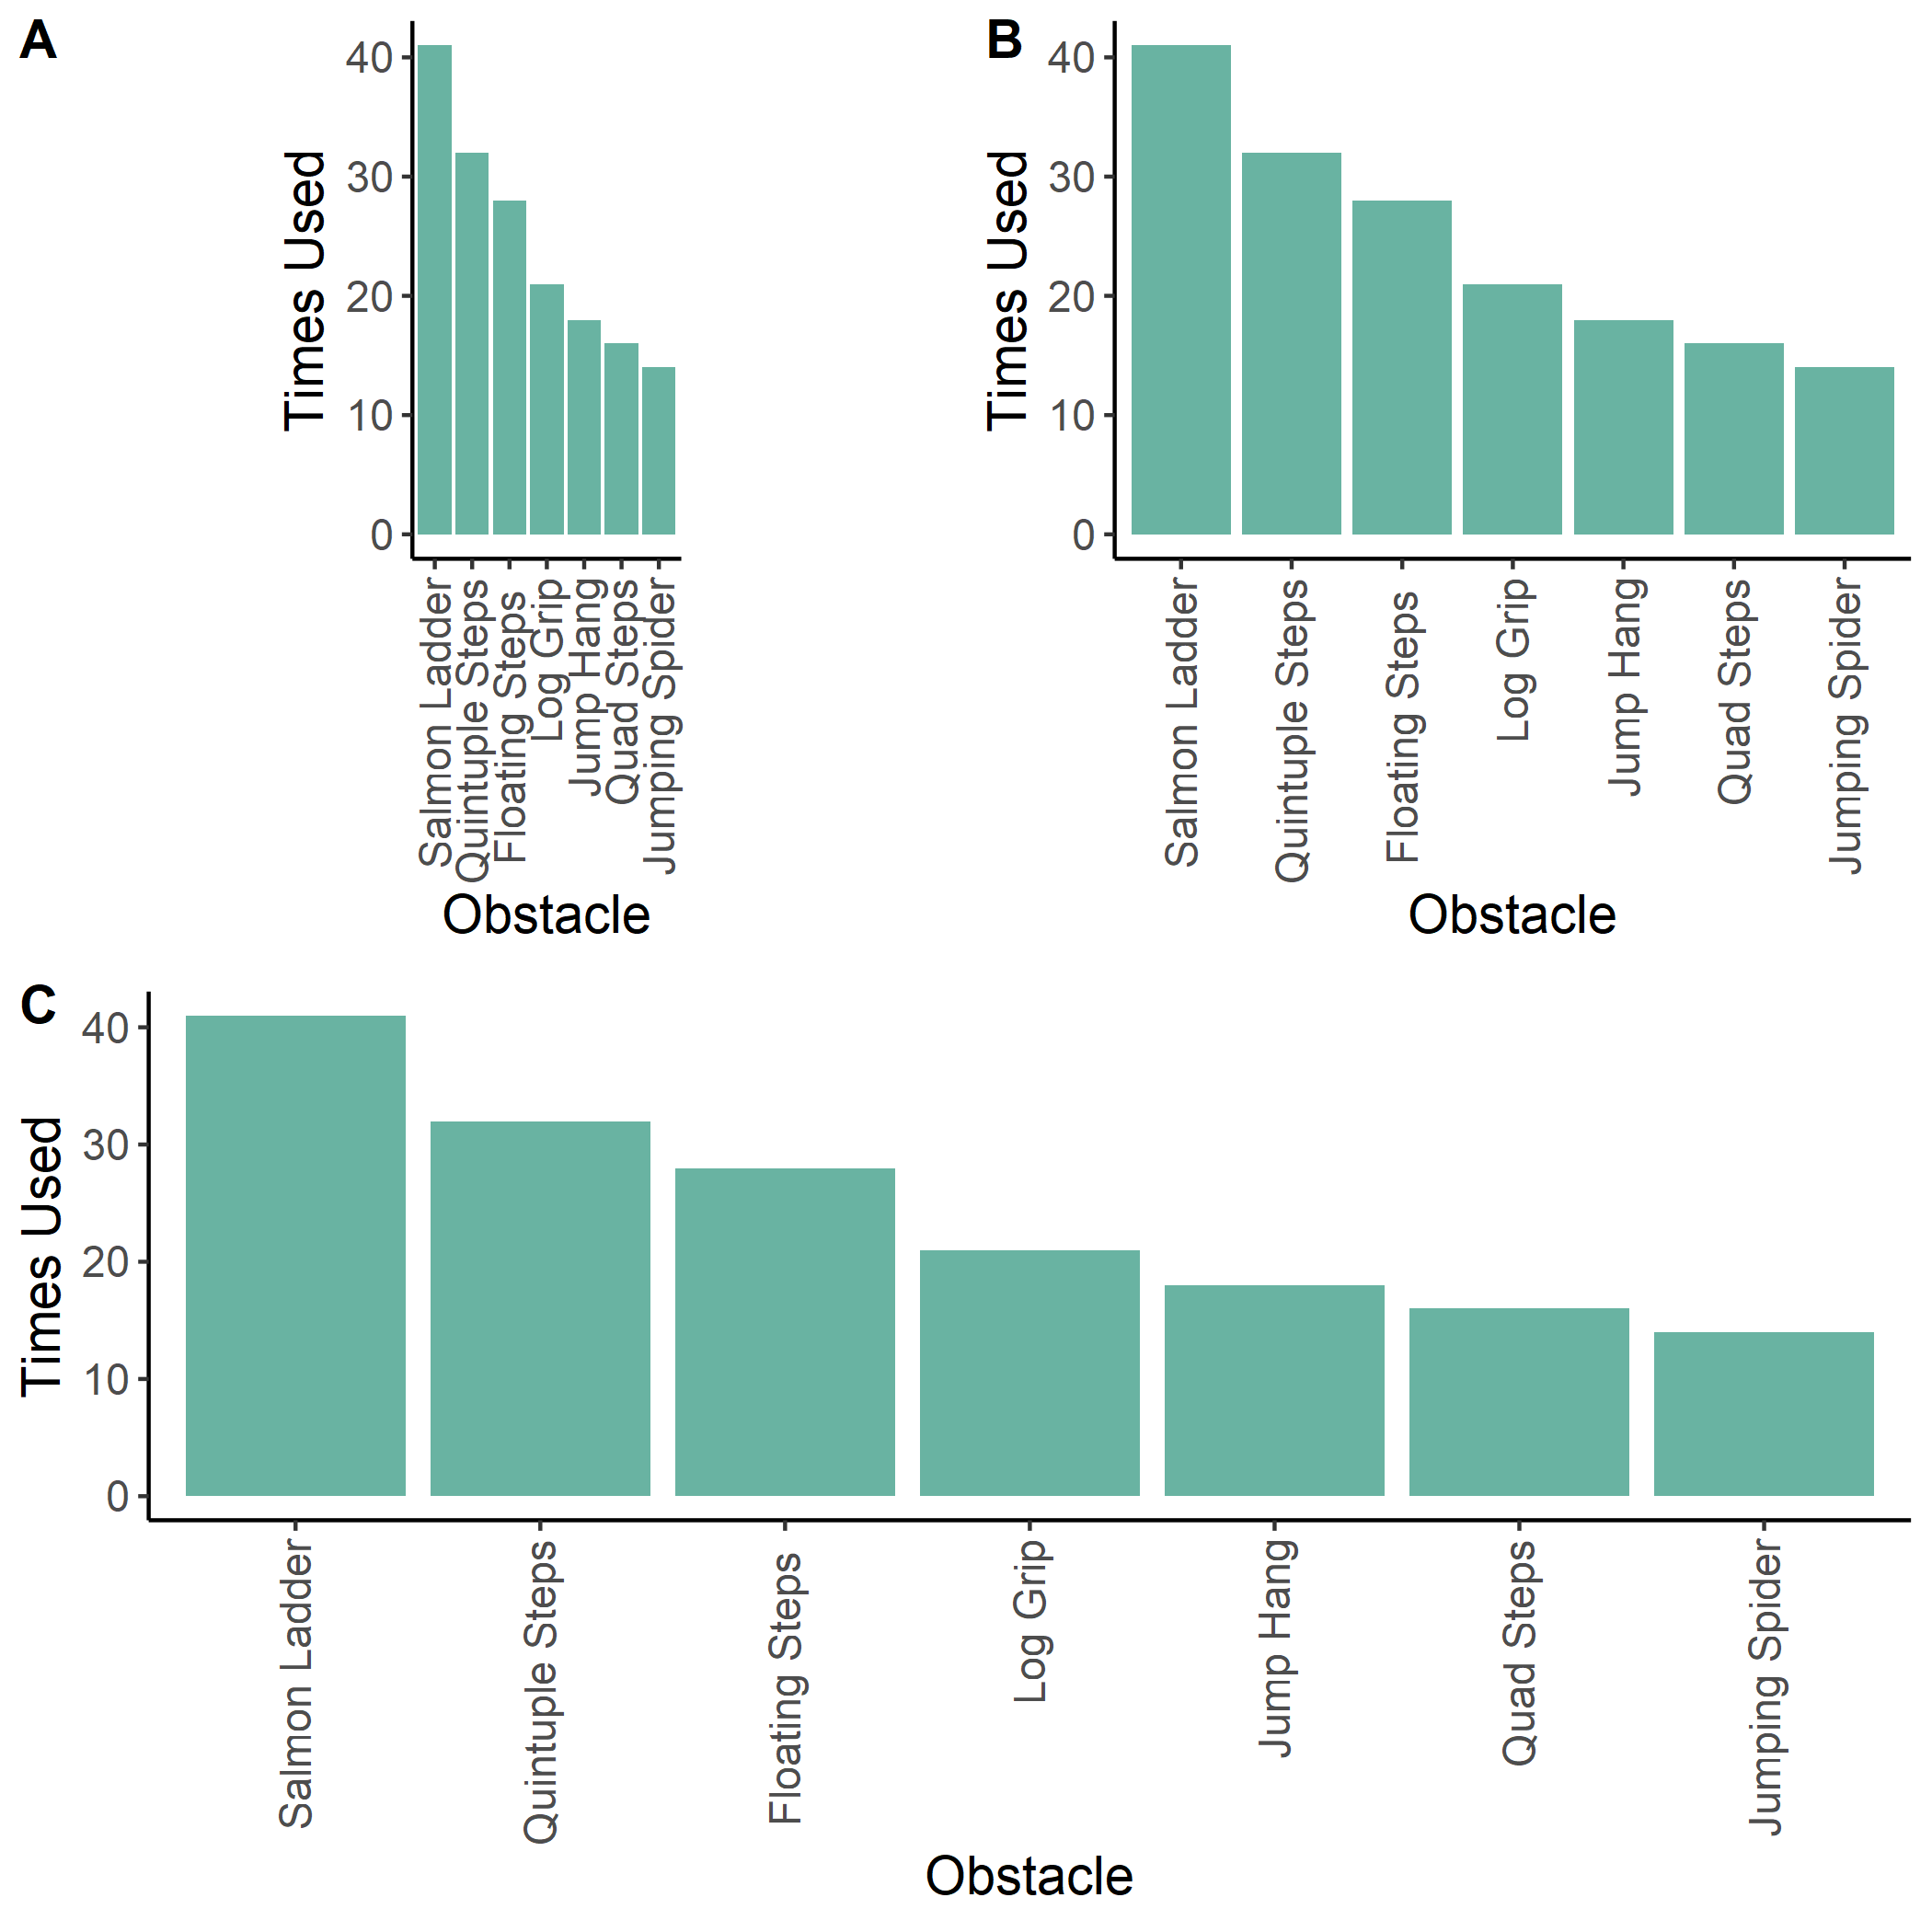 A
40
30
20
10
0
Times Used
Salmon Ladder
Quintuple Steps
Floating Steps
Log Grip
Jump Hang
Quad Steps
Jumping Spider
Obstacle
B
40
30
20
10
0
Times Used
Salmon Ladder
Quintuple Steps
Floating Steps
Log Grip
Jump Hang
Quad Steps
Jumping Spider
Obstacle
C
40
30
20
10
0
Times Used
Salmon Ladder
Quintuple Steps
Floating Steps
Log Grip
Jump Hang
Quad Steps
Jumping Spider
Obstacle